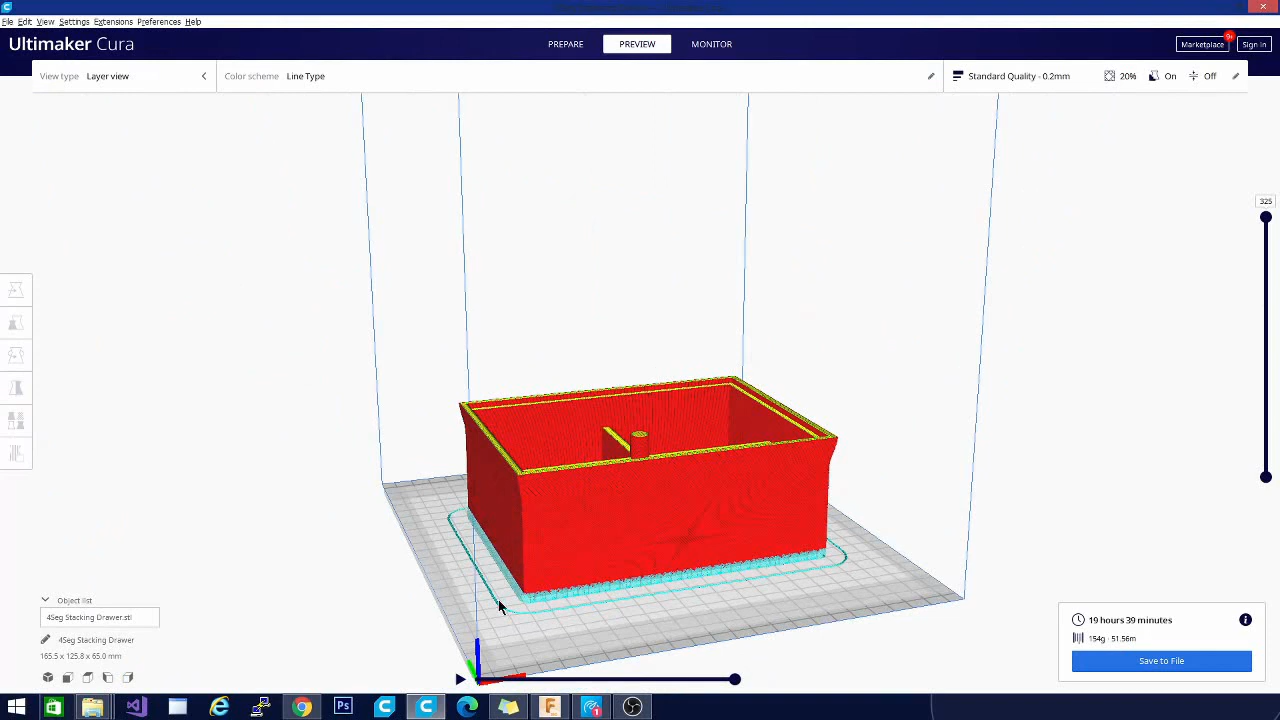 File Edit View Settings Extensions Preferences Help
Ultimaker Cura
PREPARE
PREVIEW
MONITOR
Marketplace
Sign in
View type Layer view
Color scheme Line Type
Standard Quality - 0.2mm
20%
On
Off
325
Object list
4Seg Stacking Drawer.stl
4Seg Stacking Drawer
165.5 x 125.8 x 65.0 mm
19 hours 39 minutes
154g · 51.56m
Save to File